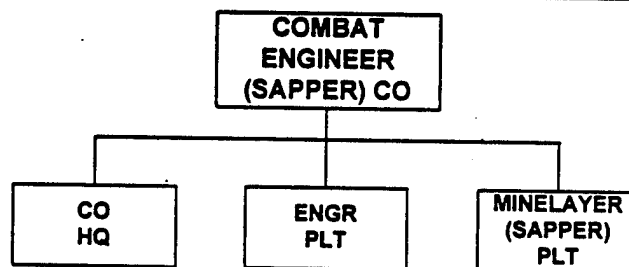 COMBAT
ENGINEER
(SAPPER) CO
CO
HQ
ENGR
PLT
MINELAYER
(SAPPER)
PLT